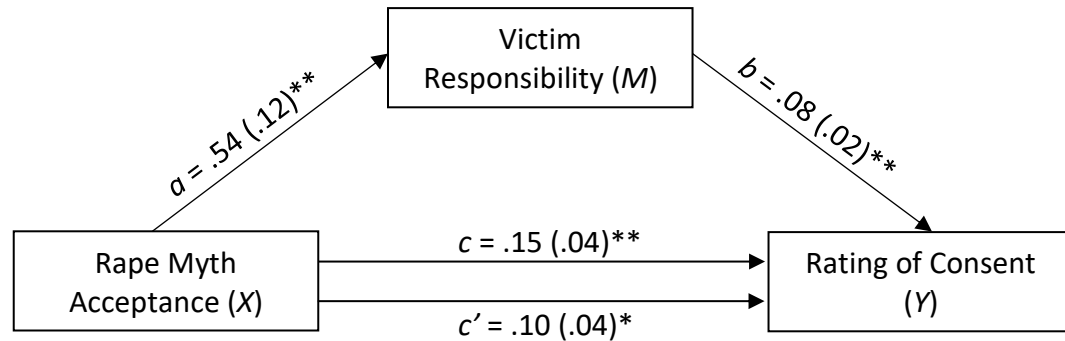 Victim
Responsibility (M)
a = .54 (.12)**
b = .08 (.02)**
Rape Myth
Acceptance (X)
c = .15 (.04)**
c’ = .10 (.04)*
Rating of Consent
(Y)